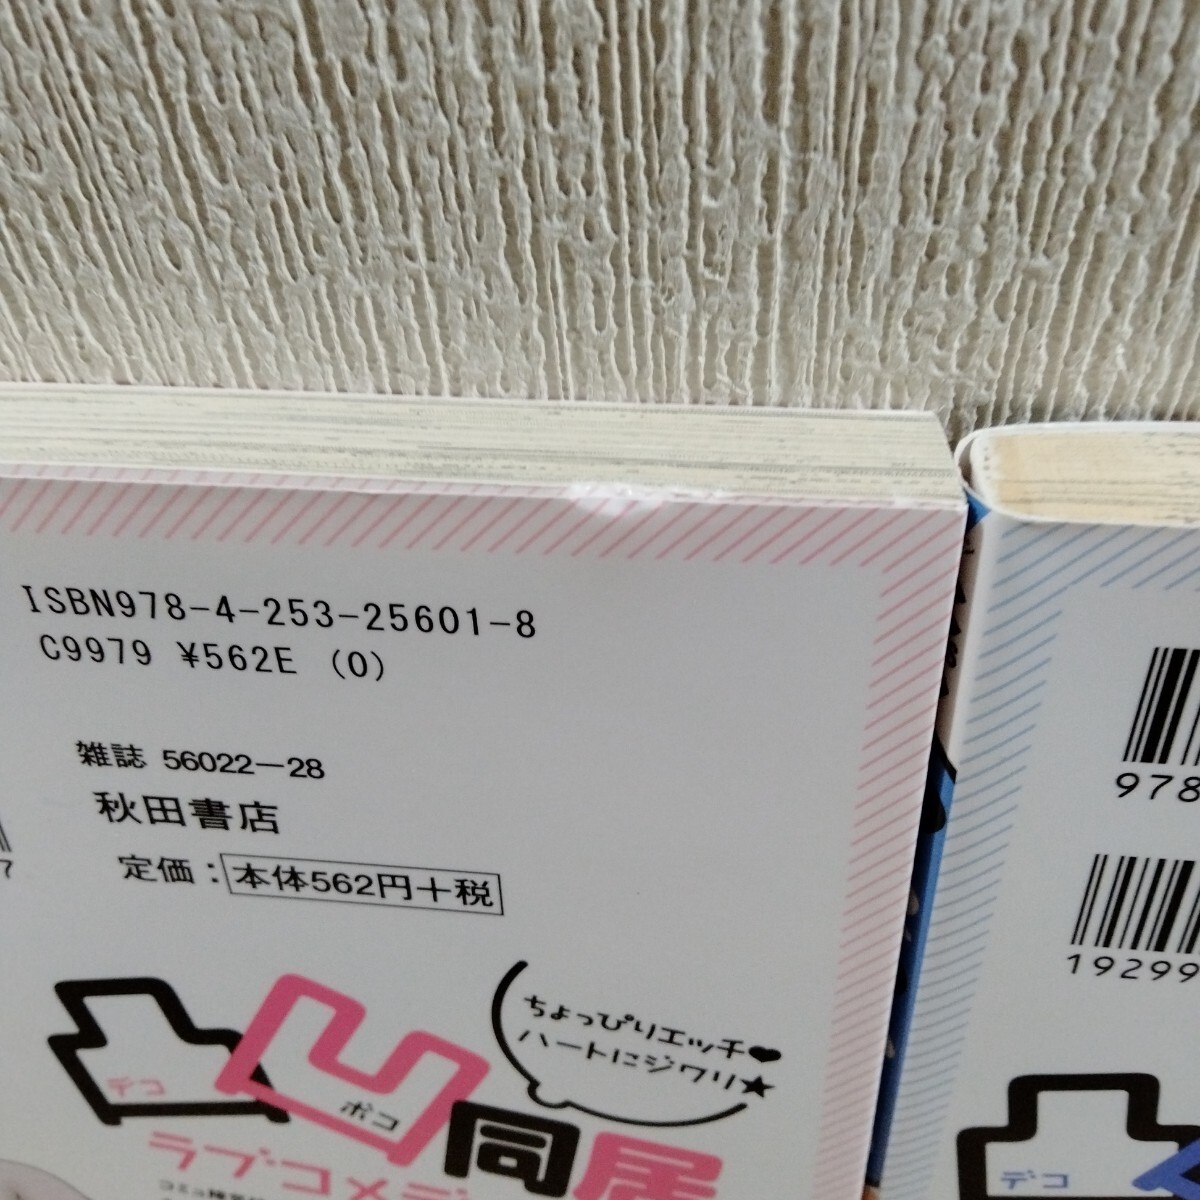 ISBN978-4-253-25601-8
C9979 ¥562E (0)
雑誌 56022-28
秋田書店
定価：本体562円+税
7
ちょっぴりエッチ❤
ハートにジワリ★
凸凹同居
デコ ボコ
ラブコメデ
978
19299
デコ